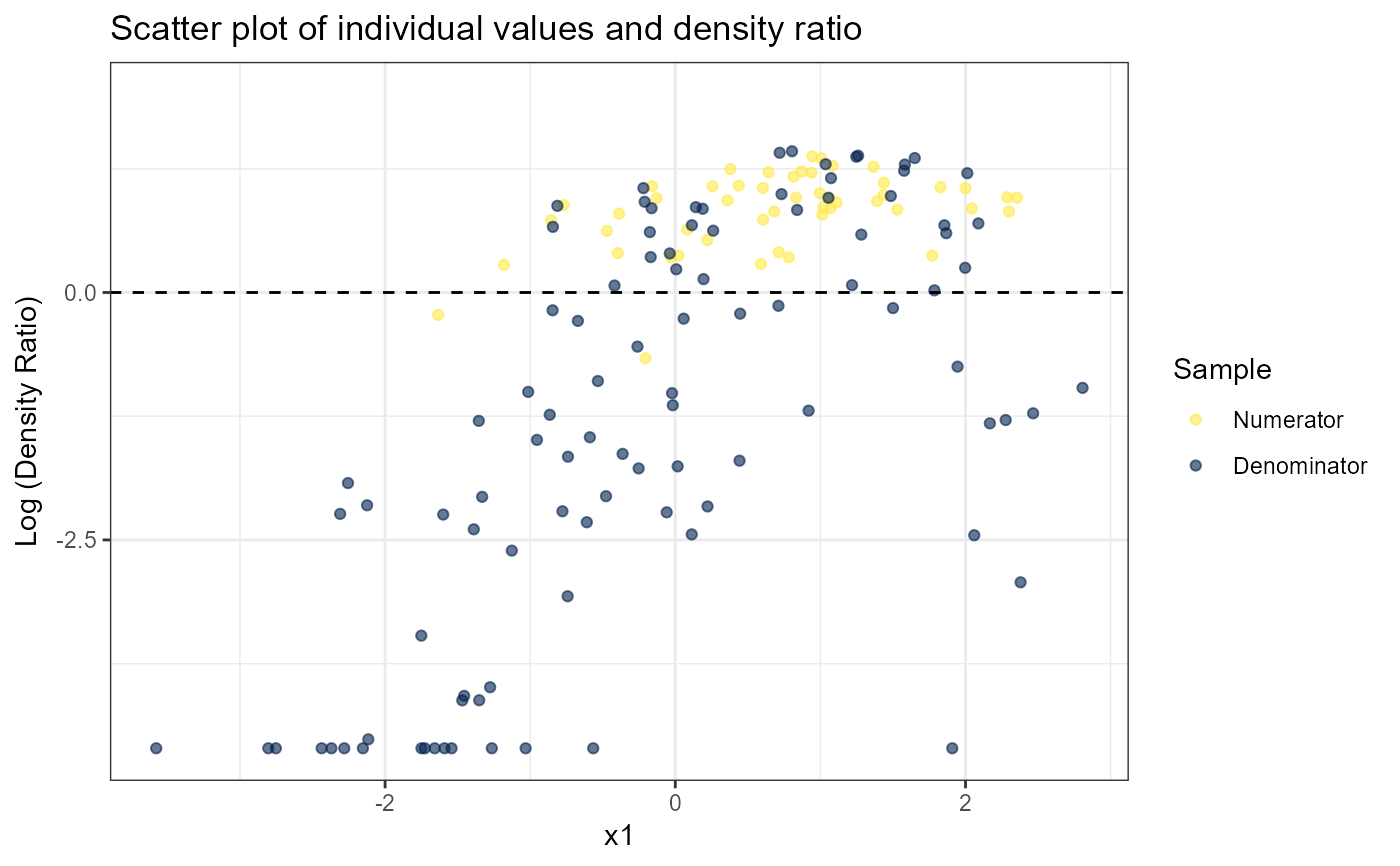 Scatter plot of individual values and density ratio
Log (Density Ratio)
0.0
-2.5
-2
0
2
x1
Sample
Numerator
Denominator